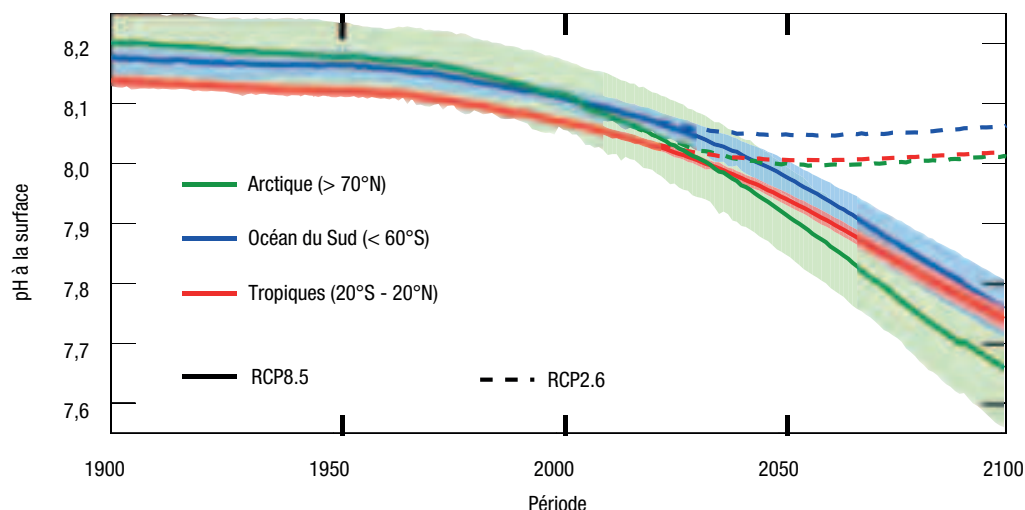 8,2
8,1
8,0
7,9
7,8
7,7
7,6
pH à la surface
Arctique (> 70°N)
Océan du Sud (< 60°S)
Tropiques (20°S - 20°N)
RCP8.5
RCP2.6
1900
1950
2000
2050
2100
Période